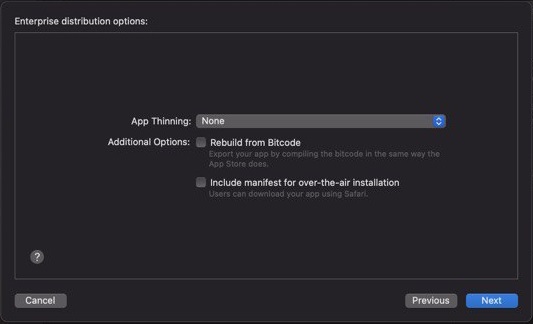 Enterprise distribution options:
App Thinning: None
Additional Options: Rebuild from Bitcode
Export your app by compiling the bitcode in the same way the
App Store does.
Include manifest for over-the-air installation
Users can download your app using Safari.
?
Cancel Previous Next